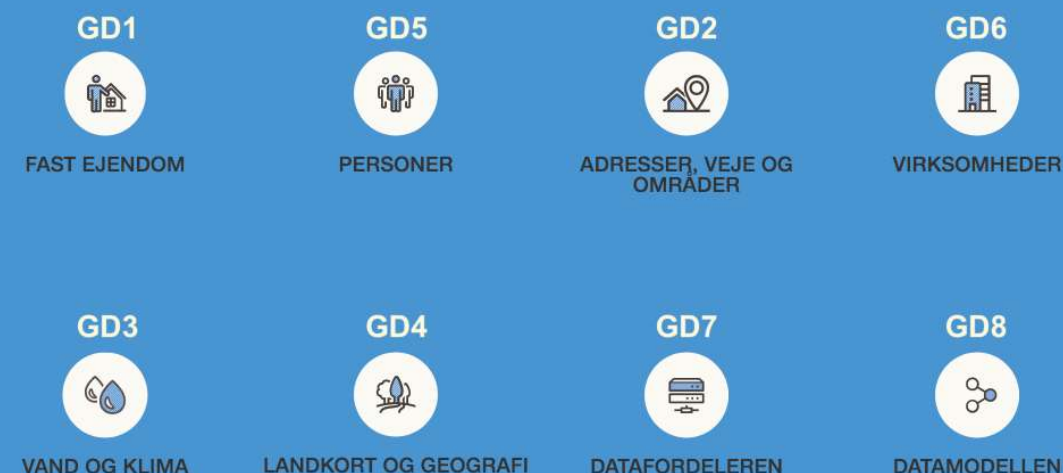 GD1
FAST EJENDOM
GD5
PERSONER
GD2
ADRESSER, VEJE OG
OMRÅDER
GD6
VIRKSOMHEDER
GD3
VAND OG KLIMA
GD4
LANDKORT OG GEOGRAFI
GD7
DATAFORDELEREN
GD8
DATAMODELLEN